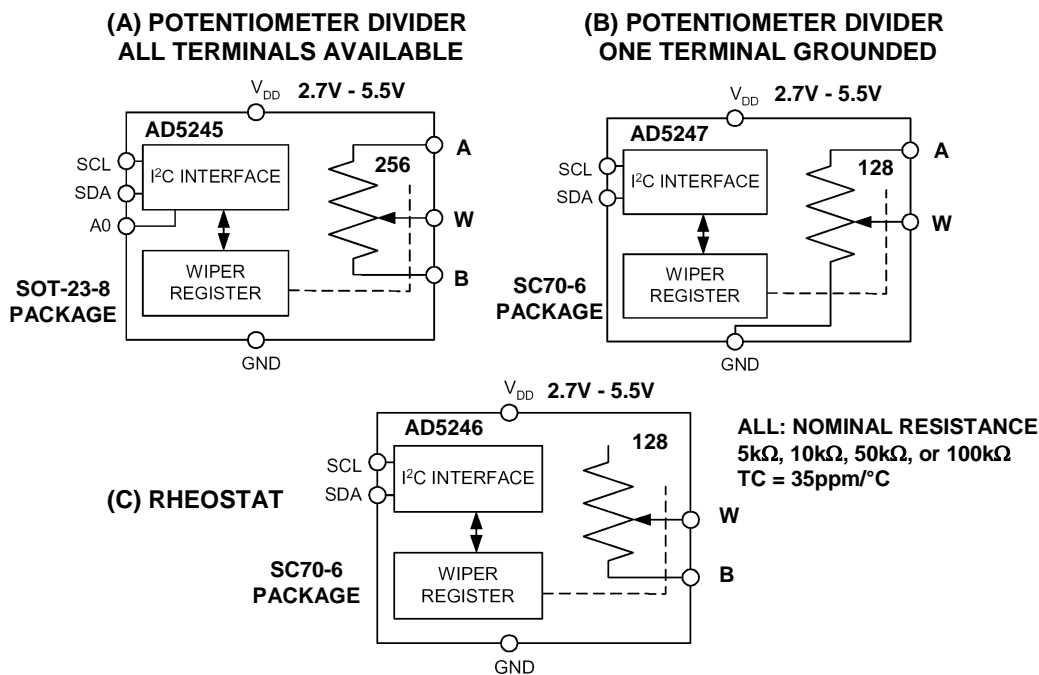 (A) POTENTIOMETER DIVIDER
ALL TERMINALS AVAILABLE
VDD 2.7V - 5.5V
AD5245
SCL
SDA
A0
I²C INTERFACE
256
A
W
B
WIPER
REGISTER
SOT-23-8
PACKAGE
GND
(B) POTENTIOMETER DIVIDER
ONE TERMINAL GROUNDED
VDD 2.7V - 5.5V
AD5247
SCL
SDA
I²C INTERFACE
128
A
W
WIPER
REGISTER
SC70-6
PACKAGE
GND
(C) RHEOSTAT
VDD 2.7V - 5.5V
AD5246
SCL
SDA
I²C INTERFACE
128
W
B
WIPER
REGISTER
SC70-6
PACKAGE
GND
ALL: NOMINAL RESISTANCE
5kΩ, 10kΩ, 50kΩ, or 100kΩ
TC = 35ppm/°C